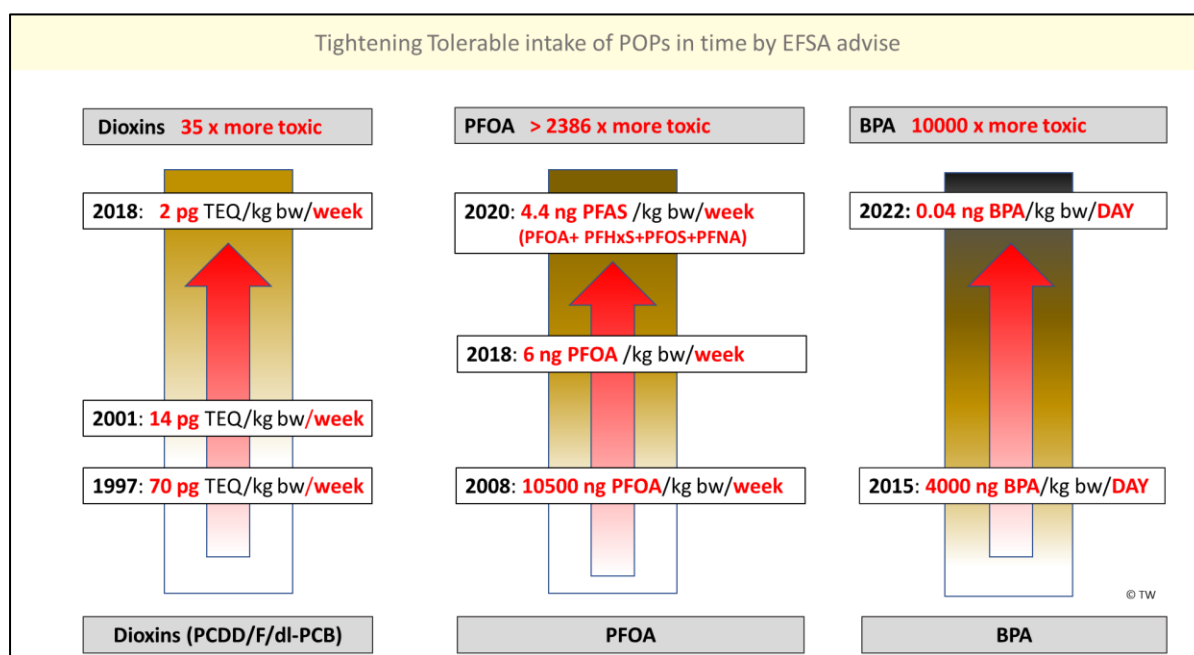 Tightening Tolerable intake of POPs in time by EFSA advise
Dioxins 35 x more toxic
2018: 2 pg TEQ/kg bw/week
2001: 14 pg TEQ/kg bw/week
1997: 70 pg TEQ/kg bw/week
Dioxins (PCDD/F/dl-PCB)
PFOA > 2386 x more toxic
2020: 4.4 ng PFAS /kg bw/week
(PFOA+ PFHxS+PFOS+PFNA)
2018: 6 ng PFOA /kg bw/week
2008: 10500 ng PFOA/kg bw/week
PFOA
BPA 10000 x more toxic
2022: 0.04 ng BPA/kg bw/DAY
2015: 4000 ng BPA/kg bw/DAY
© TW
BPA